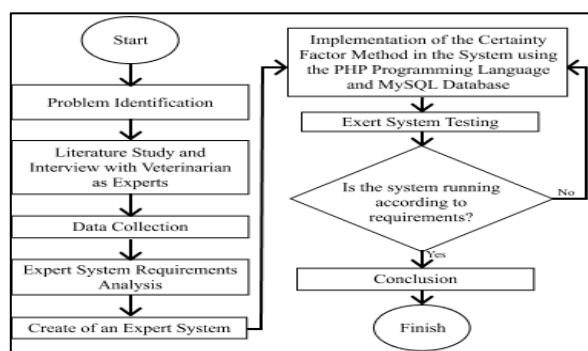 Start
Problem Identification
Literature Study and
Interview with Veterinarian
as Experts
Data Collection
Expert System Requirements
Analysis
Create of an Expert System
Implementation of the Certainty
Factor Method in the System using
the PHP Programming Language
and MySQL Database
Exert System Testing
Is the system running
according to
requirements?
No
Yes
Conclusion
Finish